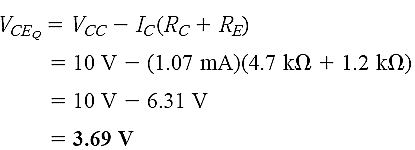 V_{CE_Q} = V_{CC} − I_C(R_C + R_E)
= 10 V − (1.07 mA)(4.7 kΩ + 1.2 kΩ)
= 10 V − 6.31 V
= 3.69 V